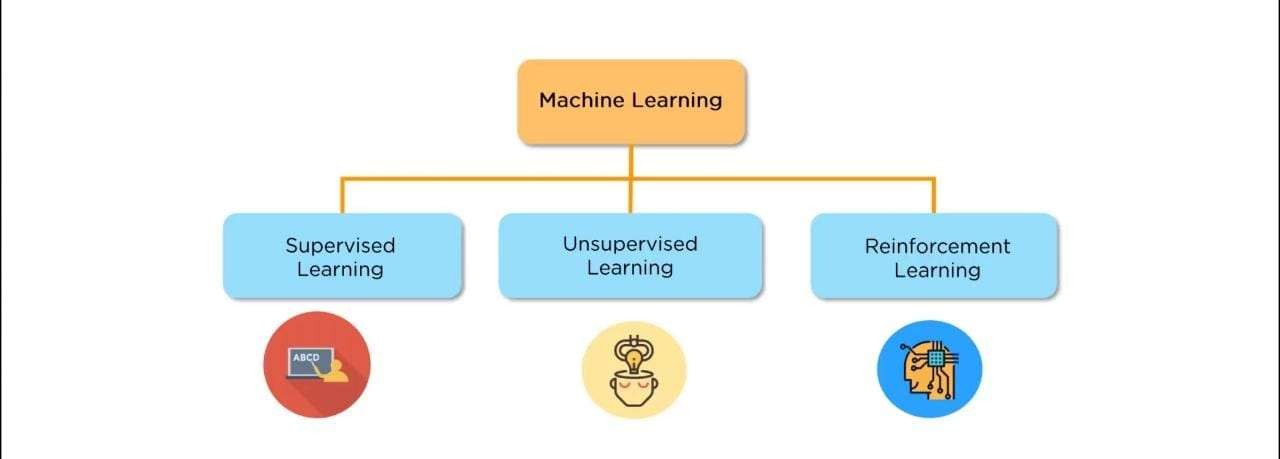 Machine Learning
Supervised
Learning
Unsupervised
Learning
Reinforcement
Learning
ABCD